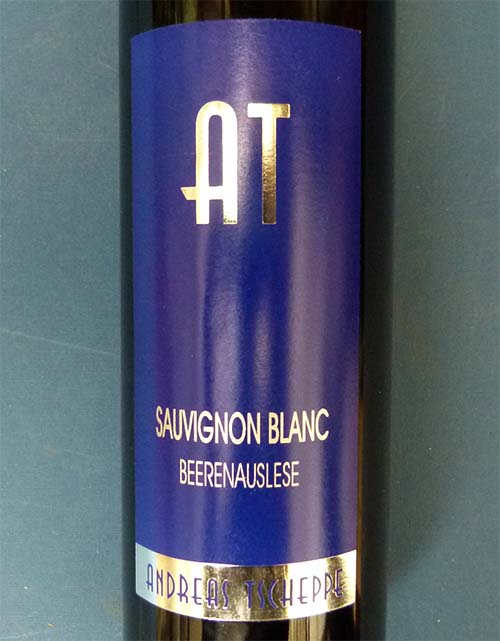 AT
SAUVIGNON BLANC
BEERENAUSLESE
ANDREAS TSCHEPPE